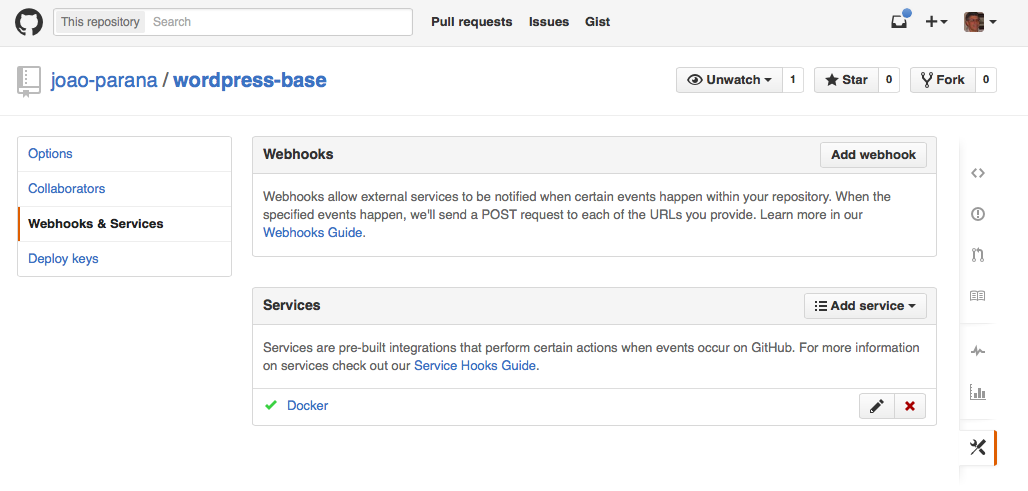 This repository Search Pull requests Issues Gist
joao-parana / wordpress-base Unwatch 1 Star 0 Fork 0
Options
Collaborators
Webhooks & Services
Deploy keys
Webhooks Add webhook
Webhooks allow external services to be notified when certain events happen within your repository. When the
specified events happen, we'll send a POST request to each of the URLs you provide. Learn more in our
Webhooks Guide.
Services Add service
Services are pre-built integrations that perform certain actions when events occur on GitHub. For more information
on services check out our Service Hooks Guide.
Docker